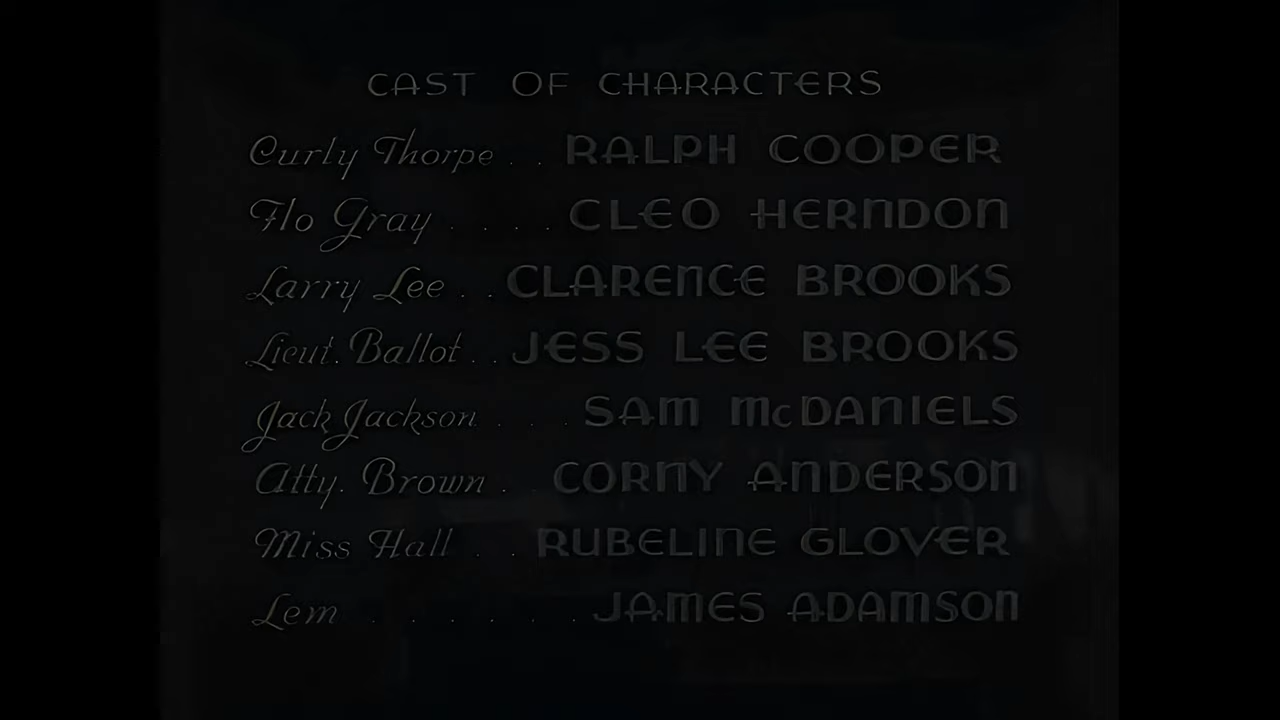 CAST OF CHARACTERS
Curly Thorpe . . RALPH COOPER
Flo Gray . . . . CLEO HERNDON
Larry Lee . . CLARENCE BROOKS
Lieut. Ballot . . JESS LEE BROOKS
Jack Jackson . . . SAM McDANIELS
Atty. Brown . . CORNY ANDERSON
Miss Hall . . RUBELINE GLOVER
Lem . . . . . . JAMES ADAMSON